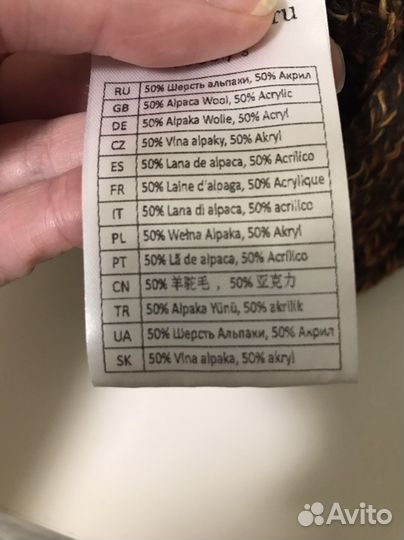 ru
RU 50% Шерсть альпаки, 50% Акрил
GB 50% Alpaca Wool, 50% Acrylic
DE 50% Alpaka Wolle, 50% Acryl
CZ 50% Vlna alpaky, 50% Akryl
ES 50% Lana de alpaca, 50% Acrílico
FR 50% Laine d'aloaga, 50% Acrylique
IT 50% Lana di alpaca, 50% acrilico
PL 50% Wełna Alpaka, 50% Akryl
PT 50% Lã de alpaca, 50% Acrílico
CN 50% 羊驼毛， 50% 亚克力
TR 50% Alpaka Yünü, 50% akrilik
UA 50% Шерсть Альпаки, 50% Акрил
SK 50% Vlna alpaka, 50% akryl
Avito